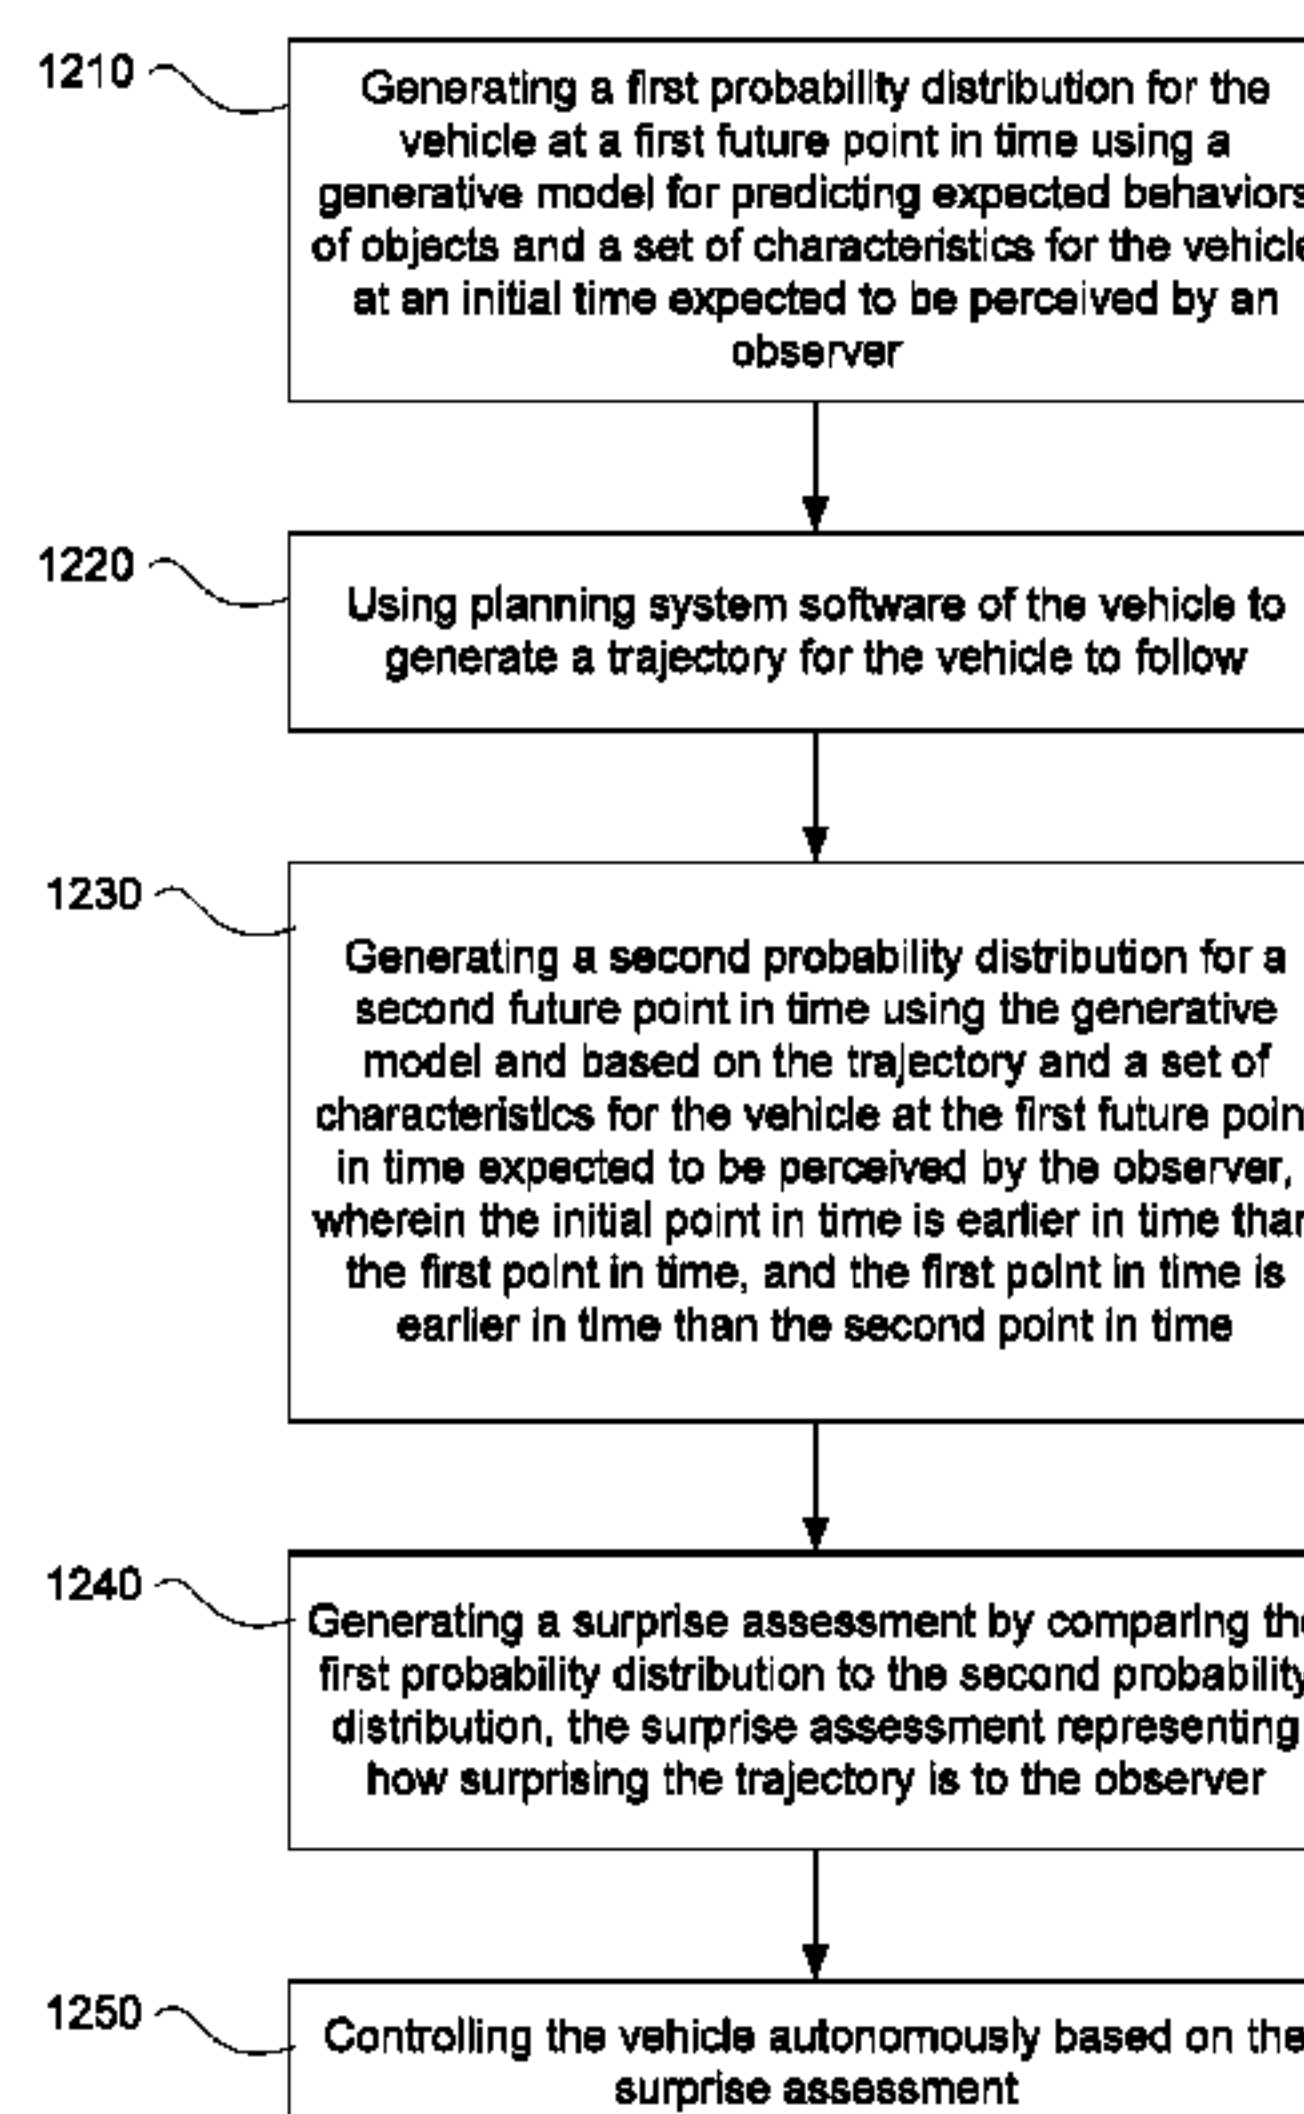 1210
Generating a first probability distribution for the
vehicle at a first future point in time using a
generative model for predicting expected behaviors
of objects and a set of characteristics for the vehicle
at an initial time expected to be perceived by an
observer
1220
Using planning system software of the vehicle to
generate a trajectory for the vehicle to follow
1230
Generating a second probability distribution for a
second future point in time using the generative
model and based on the trajectory and a set of
characteristics for the vehicle at the first future poin
in time expected to be perceived by the observer,
wherein the initial point in time is earlier in time than
the first point in time, and the first point in time is
earlier in time than the second point in time
1240
Generating a surprise assessment by comparing the
first probability distribution to the second probability
distribution, the surprise assessment representing
how surprising the trajectory is to the observer
1250
Controlling the vehicle autonomously based on the
surprise assessment